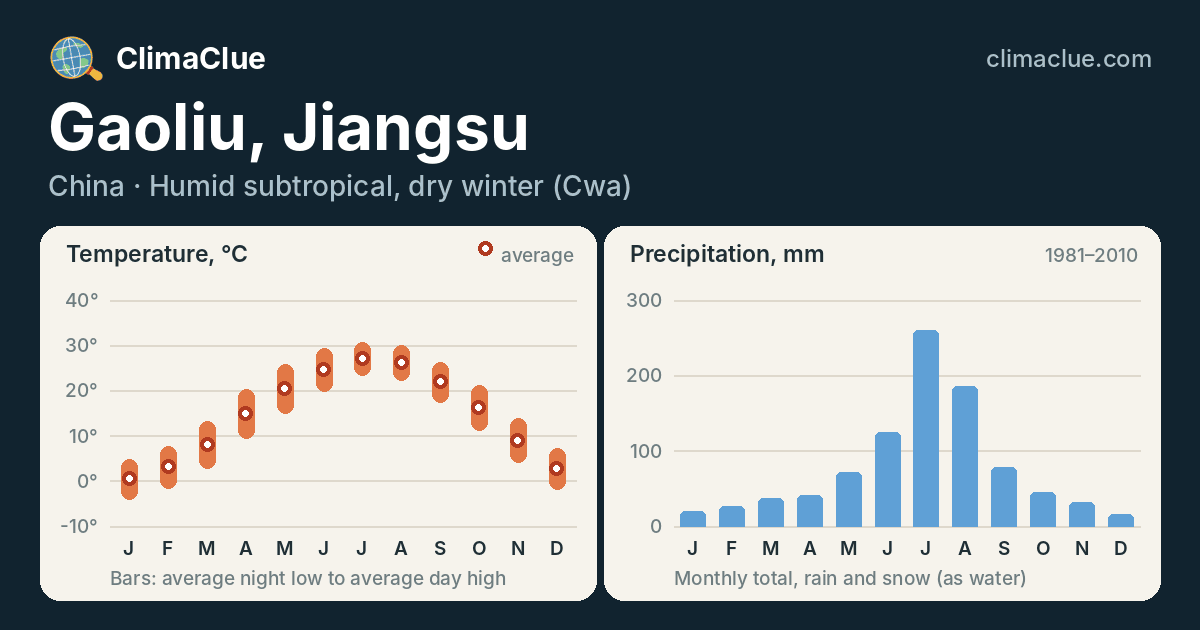 ClimaClue
climaclue.com
Gaoliu, Jiangsu
China · Humid subtropical, dry winter (Cwa)
Temperature, °C
average
40°
30°
20°
10°
0°
-10°
J F M A M J J A S O N D
Bars: average night low to average day high
Precipitation, mm
1981–2010
300
200
100
0
J F M A M J J A S O N D
Monthly total, rain and snow (as water)